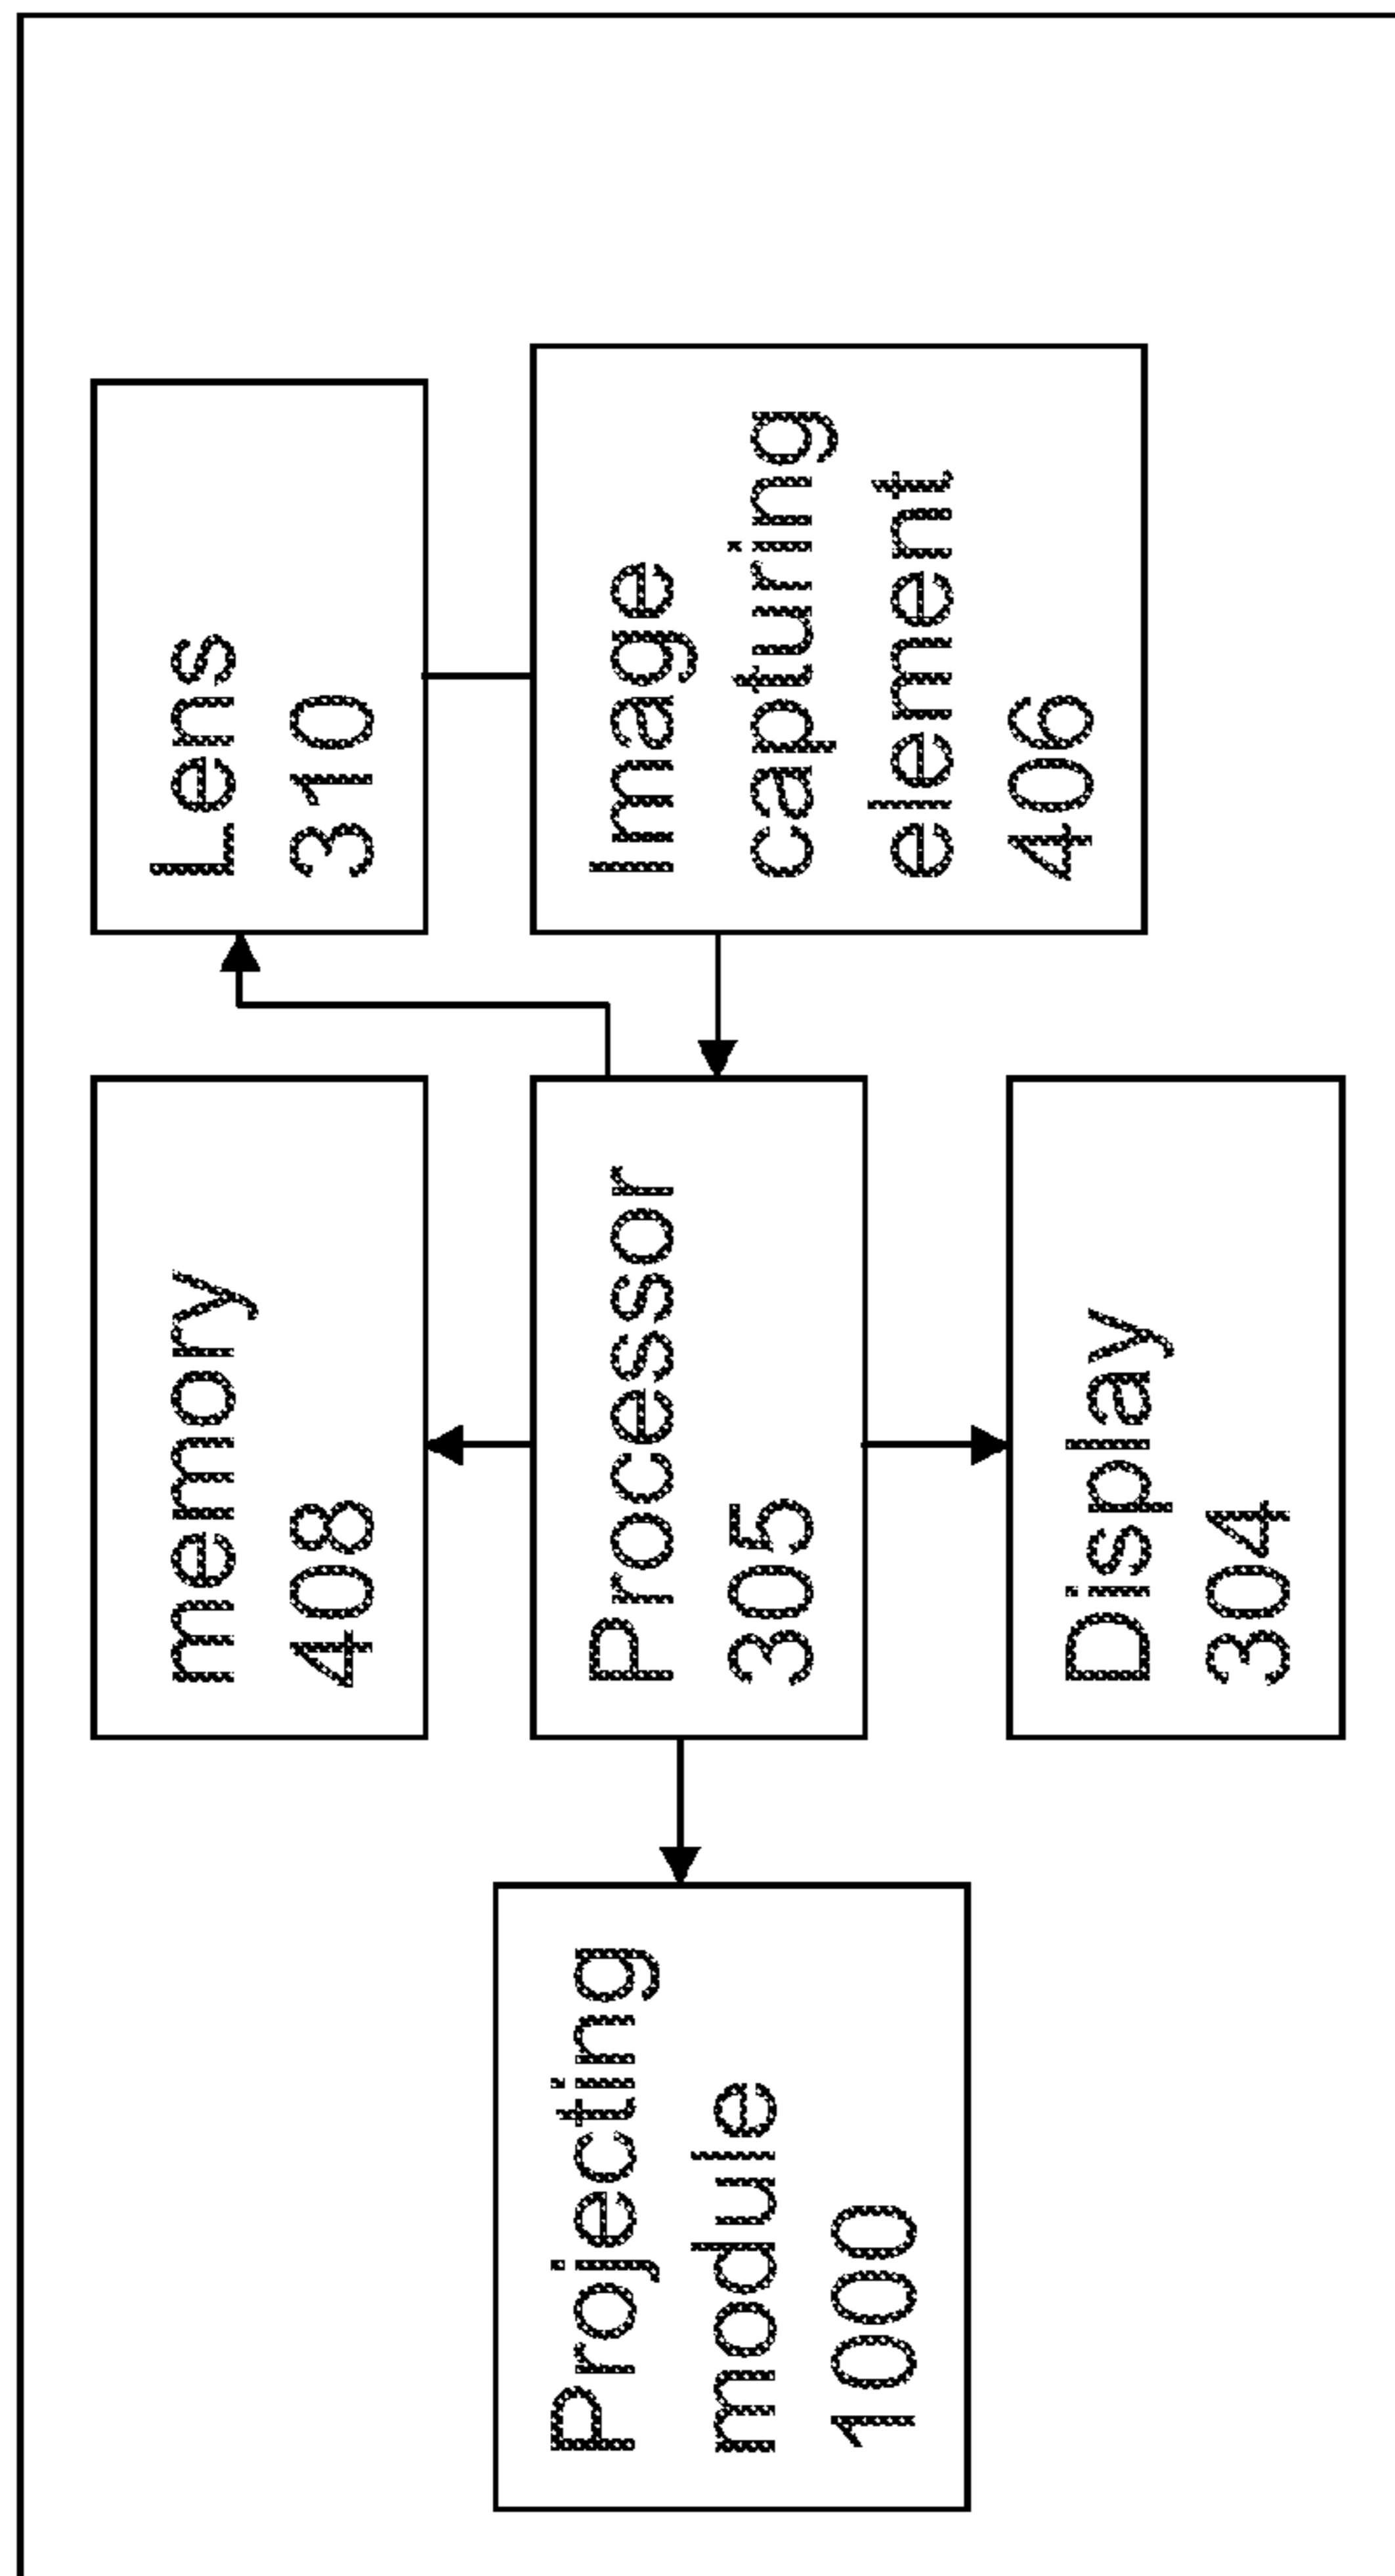 Lens
310
Image
capturing
element
406
memory
408
Processor
305
Display
304
Projecting
module
1000